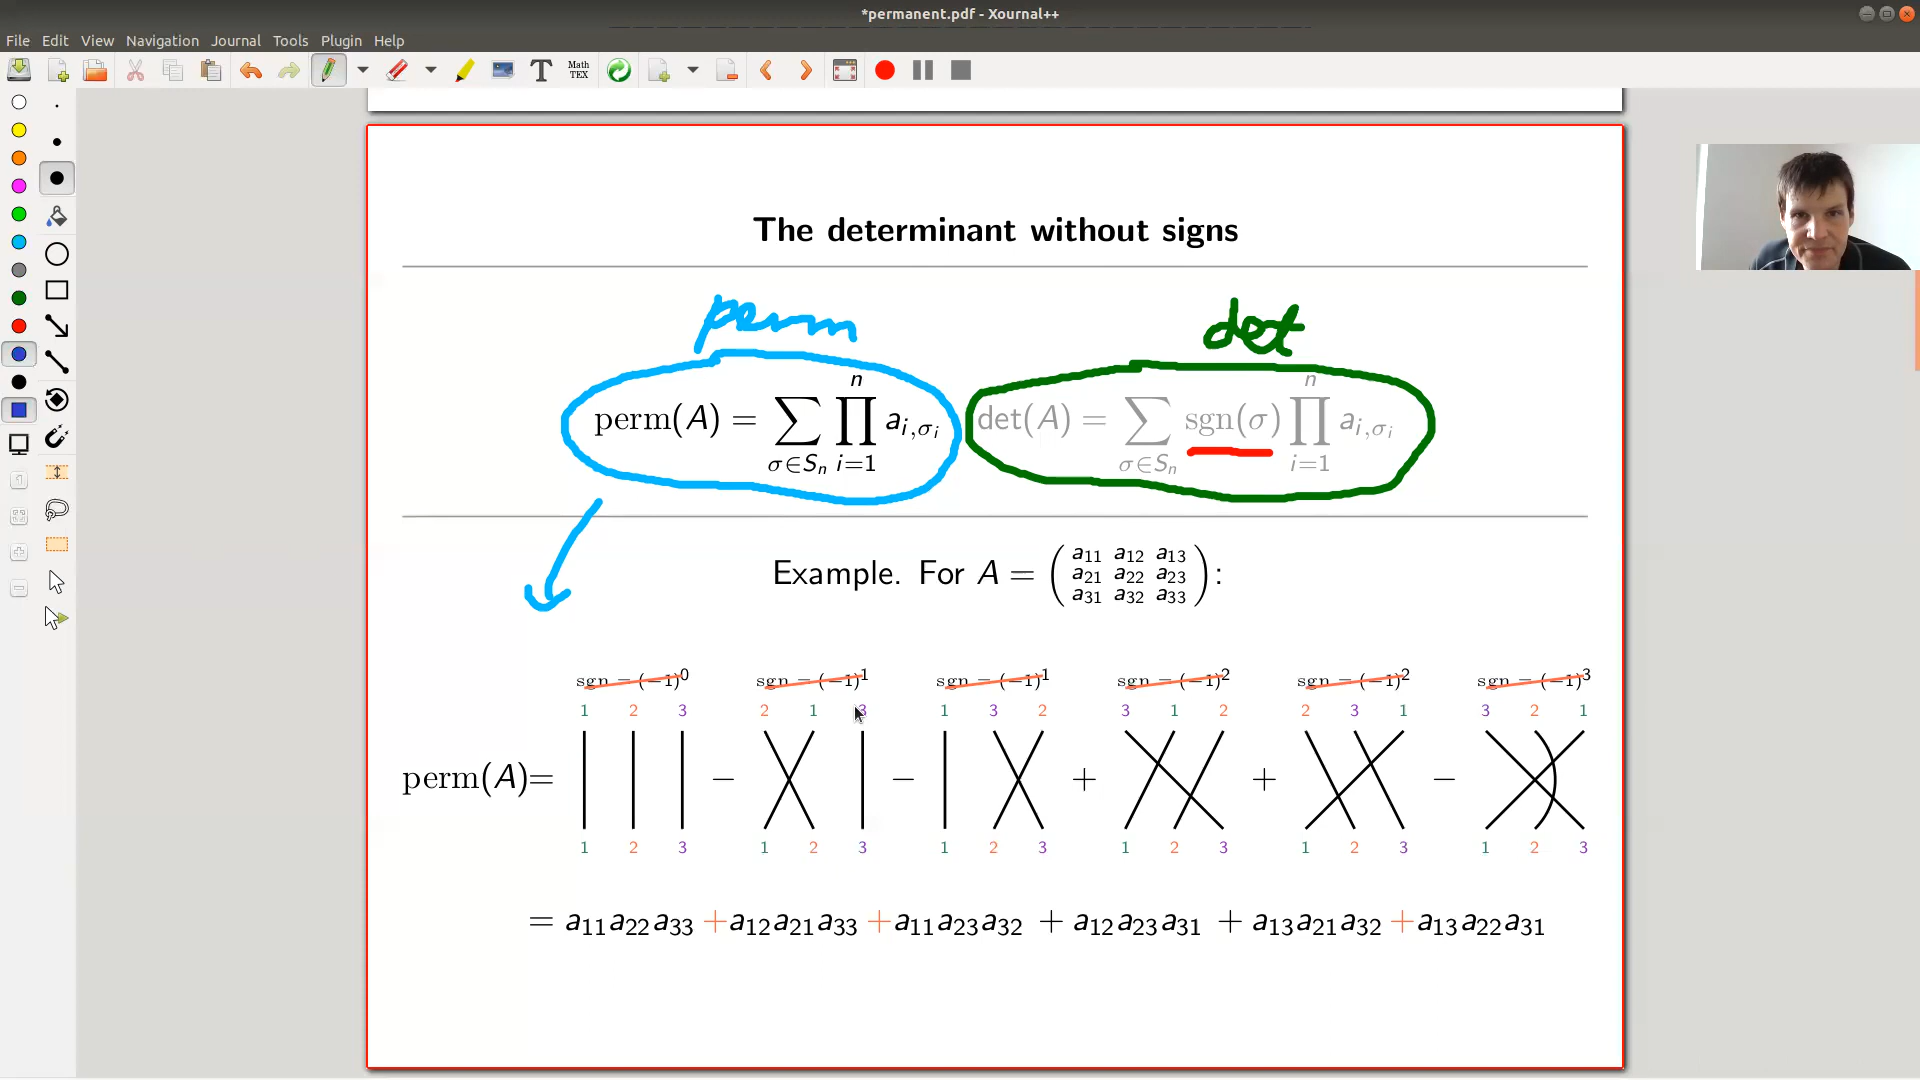 *permanent.pdf - Xournal++
File Edit View Navigation Journal Tools Plugin Help
T Math TEX
The determinant without signs
perm det
perm(A) = ∑_{σ∈Sₙ} ∏_{i=1}^{n} a_{i,σ_i} det(A) = ∑_{σ∈Sₙ} sgn(σ) ∏_{i=1}^{n} a_{i,σ_i}
Example. For A = ( a₁₁ a₁₂ a₁₃
a₂₁ a₂₂ a₂₃
a₃₁ a₃₂ a₃₃ ):
sgn = (−1)⁰ sgn = (−1)¹ sgn = (−1)¹ sgn = (−1)² sgn = (−1)² sgn = (−1)³
1 2 3 2 1 3 1 3 2 3 1 2 2 3 1 3 2 1
perm(A)= − − + + −
1 2 3 1 2 3 1 2 3 1 2 3 1 2 3 1 2 3
= a₁₁a₂₂a₃₃ + a₁₂a₂₁a₃₃ + a₁₁a₂₃a₃₂ + a₁₂a₂₃a₃₁ + a₁₃a₂₁a₃₂ + a₁₃a₂₂a₃₁